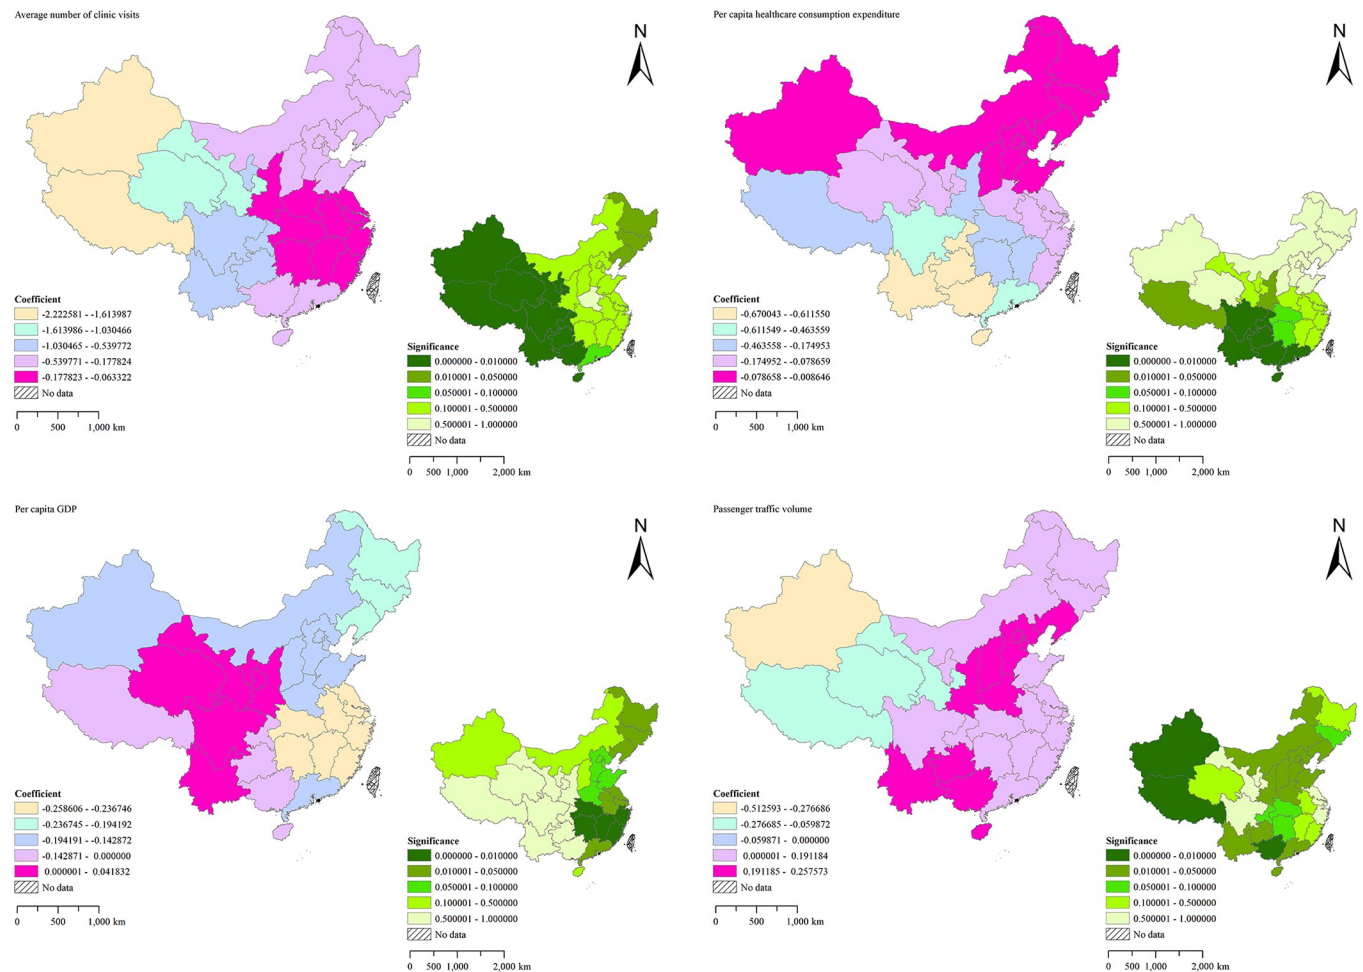 Average number of clinic visits
N
Coefficient
-2.222581 - -1.613987
-1.613986 - -1.030466
-1.030465 - -0.539772
-0.539771 - -0.177824
-0.177823 - -0.063322
No data
0 500 1,000 km
Significance
0.000000 - 0.010000
0.010001 - 0.050000
0.050001 - 0.100000
0.100001 - 0.500000
0.500001 - 1.000000
No data
0 500 1,000 2,000 km
Per capita healthcare consumption expenditure
N
Coefficient
-0.670043 - -0.611550
-0.611549 - -0.463559
-0.463558 - -0.174953
-0.174952 - -0.078659
-0.078658 - -0.008646
No data
0 500 1,000 km
Significance
0.000000 - 0.010000
0.010001 - 0.050000
0.050001 - 0.100000
0.100001 - 0.500000
0.500001 - 1.000000
No data
0 500 1,000 2,000 km
Per capita GDP
N
Coefficient
-0.258606 - -0.236746
-0.236745 - -0.194192
-0.194191 - -0.142872
-0.142871 - 0.000000
0.000001 - 0.041832
No data
0 500 1,000 km
Significance
0.000000 - 0.010000
0.010001 - 0.050000
0.050001 - 0.100000
0.100001 - 0.500000
0.500001 - 1.000000
No data
0 500 1,000 2,000 km
Passenger traffic volume
N
Coefficient
-0.512593 - -0.276686
-0.276685 - -0.059872
-0.059871 - 0.000000
0.000001 - 0.191184
0.191185 - 0.257573
No data
0 500 1,000 km
Significance
0.000000 - 0.010000
0.010001 - 0.050000
0.050001 - 0.100000
0.100001 - 0.500000
0.500001 - 1.000000
No data
0 500 1,000 2,000 km